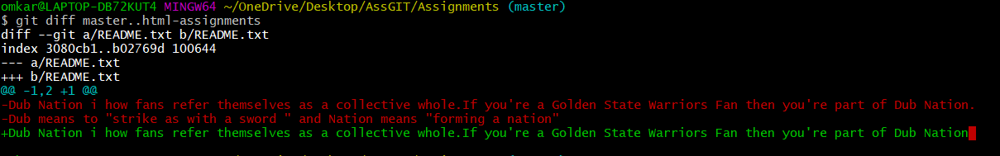 omkar@LAPTOP-DB72KUT4 MINGW64 ~/OneDrive/Desktop/AssGIT/Assignments (master)
$ git diff master..html-assignments
diff --git a/README.txt b/README.txt
index 3080cb1..b02769d 100644
--- a/README.txt
+++ b/README.txt
@@ -1,2 +1 @@
-Dub Nation i how fans refer themselves as a collective whole.If you're a Golden State Warriors Fan then you're part of Dub Nation.
-Dub means to "strike as with a sword " and Nation means "forming a nation"
+Dub Nation i how fans refer themselves as a collective whole.If you're a Golden State Warriors Fan then you're part of Dub Nation